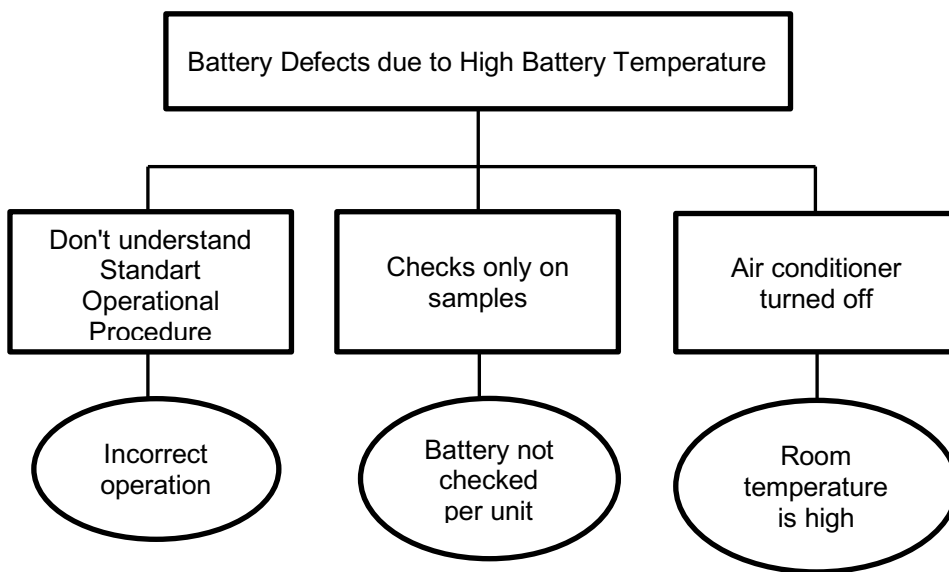 Battery Defects due to High Battery Temperature
Don't understand
Standart
Operational
Procedure
Checks only on
samples
Air conditioner
turned off
Incorrect
operation
Battery not
checked
per unit
Room
temperature
is high